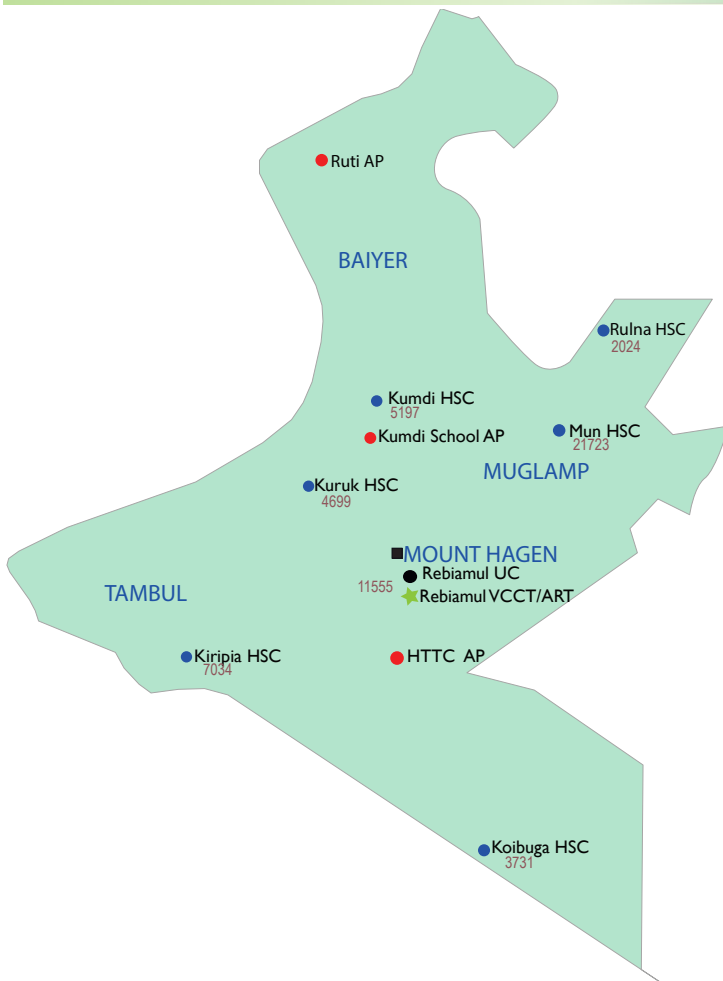 Ruti AP
BAIYER
Rulna HSC
2024
Kumdi HSC
5197
Kumdi School AP
Mun HSC
21723
MUGLAMP
Kuruk HSC
4699
MOUNT HAGEN
Rebiamul UC
11555
Rebiamul VCCT/ART
TAMBUL
Kiripia HSC
7034
HTTC AP
Koibuga HSC
3731